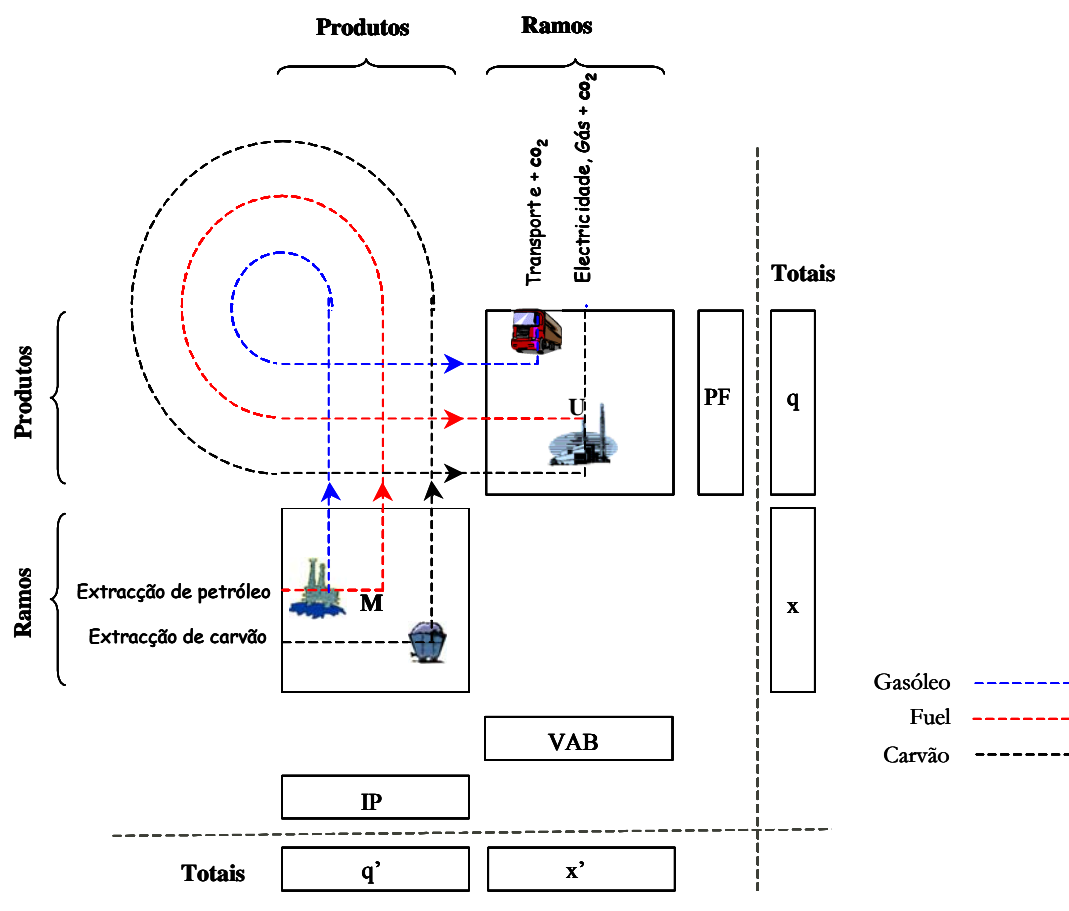 Produtos
Ramos
Transport e + co2
Electricidade, Gás + co2
Totais
Produtos
U
PF
q
Ramos
Extracção de petróleo
M
Extracção de carvão
x
Gasóleo
Fuel
Carvão
VAB
IP
Totais
q’
x’